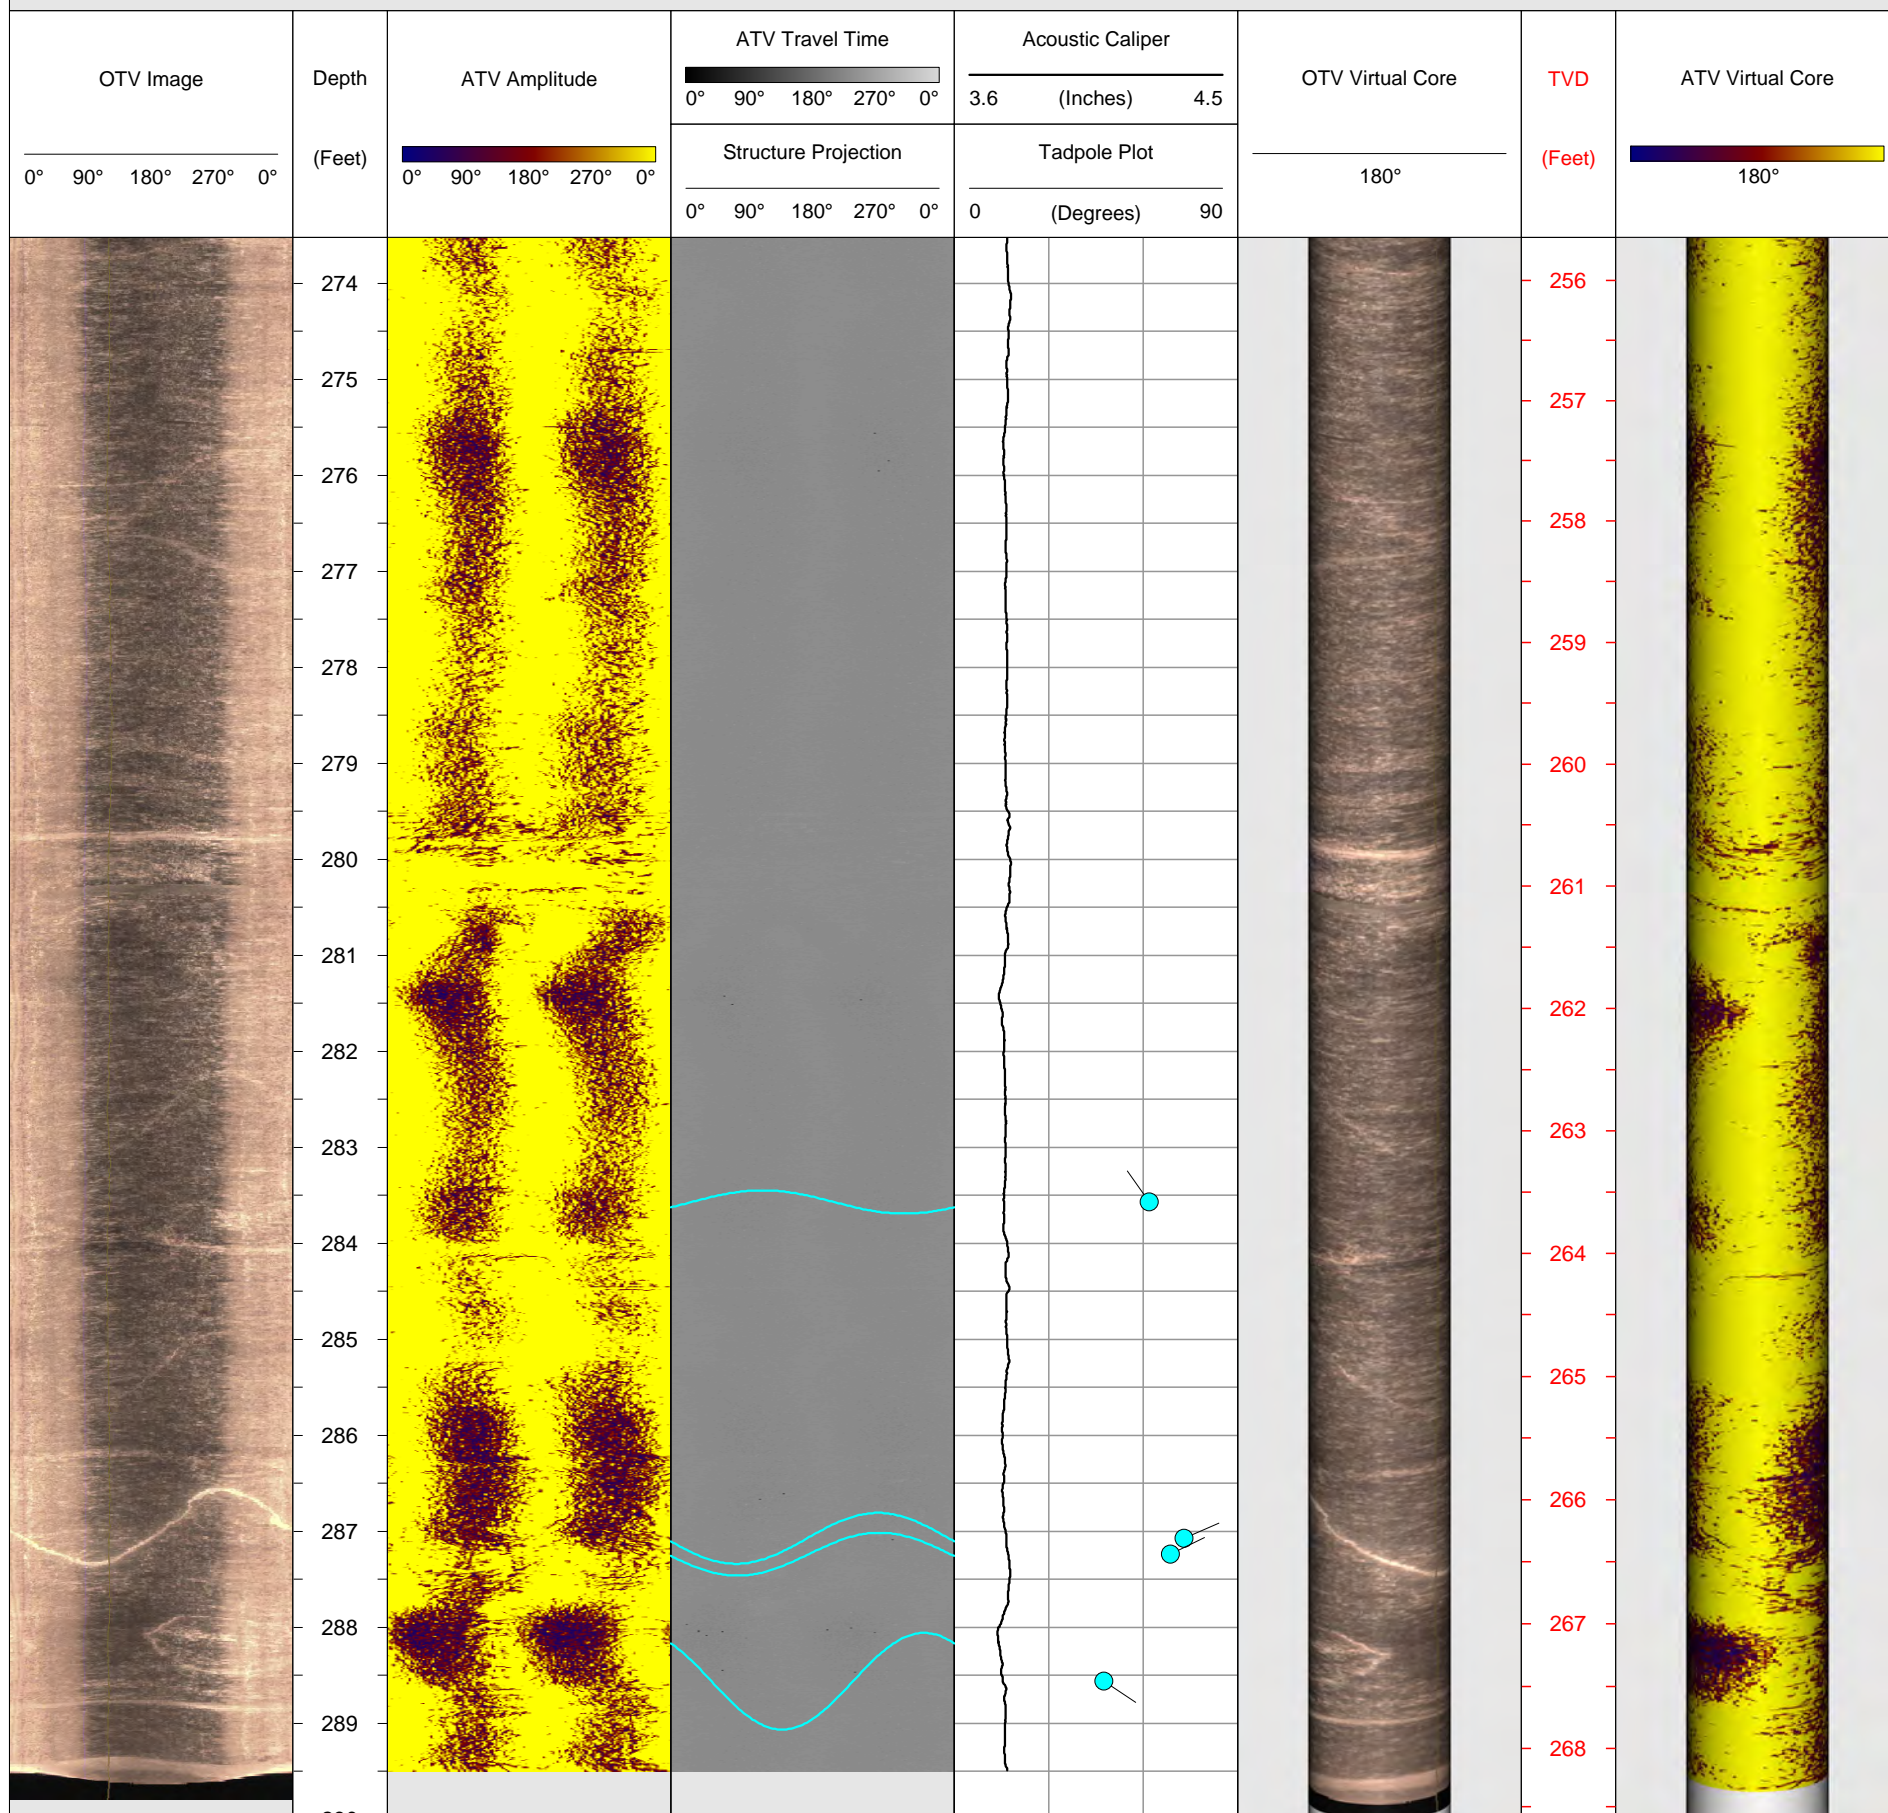 OTV Image
0° 90° 180° 270° 0°
Depth
(Feet)
ATV Amplitude
0° 90° 180° 270° 0°
ATV Travel Time
0° 90° 180° 270° 0°
Structure Projection
0° 90° 180° 270° 0°
Acoustic Caliper
3.6 (Inches) 4.5
Tadpole Plot
0 (Degrees) 90
OTV Virtual Core
180°
TVD
(Feet)
ATV Virtual Core
180°
274
275
276
277
278
279
280
281
282
283
284
285
286
287
288
289
256
257
258
259
260
261
262
263
264
265
266
267
268